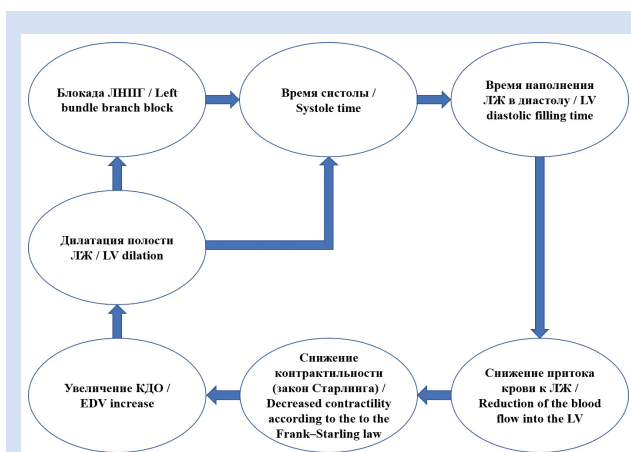 Блокада ЛНПГ / Left
bundle branch block
Время систолы /
Systole time
Время наполнения
ЛЖ в диастолу / LV
diastolic filling time
Дилатация полости
ЛЖ / LV dilation
Увеличение КДО /
EDV increase
Снижение
контрактильности
(закон Старлинга) /
Decreased contractility
according to the to the
Frank–Starling law
Снижение притока
крови к ЛЖ /
Reduction of the blood
flow into the LV